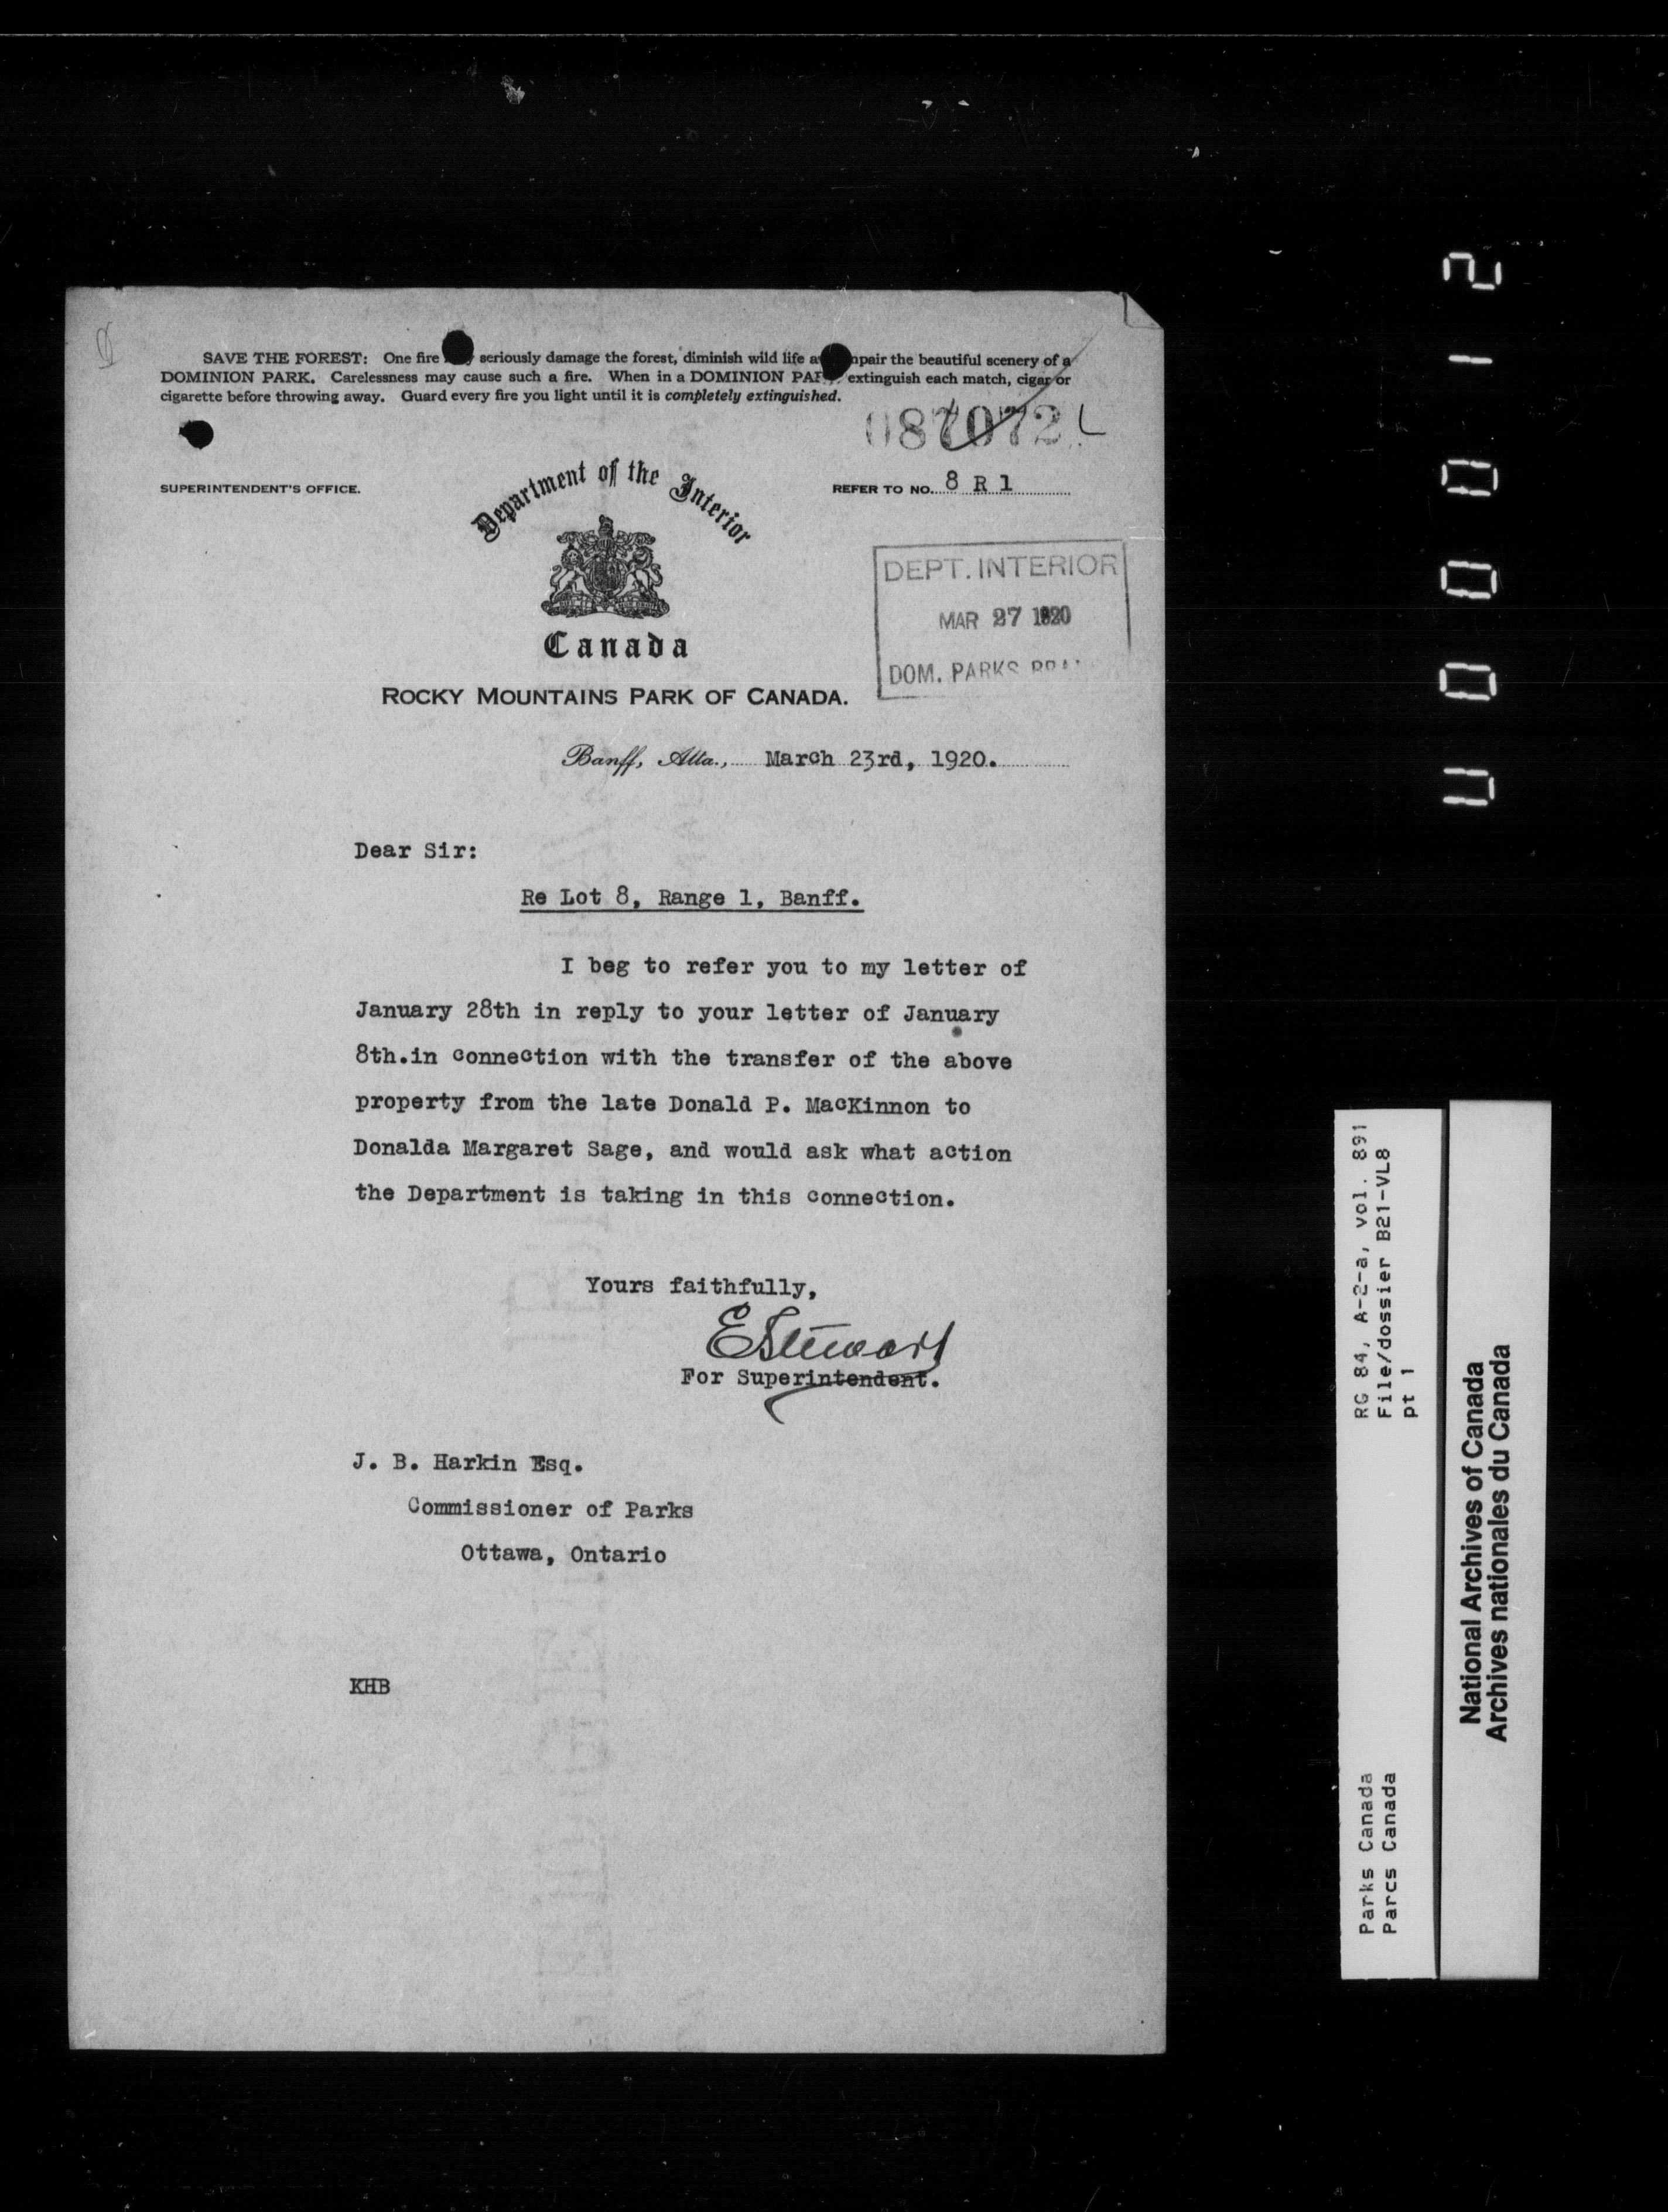 SAVE THE FOREST: One fire seriously damage the forest, diminish wild life the beautiful scenery of a
DOMINION PARK. Carelessness may cause such a fire. When in a DOMINION extinguish each match, cigar or
cigarette before throwing away. Guard every fire you light until it is completely extinguished.
087072
SUPERINTENDENT'S OFFICE.
REFER TO NO. 8 R 1
Department of the Interior
Canada
DEPT. INTERIOR
MAR 27 1920
DOM. PARKS
ROCKY MOUNTAINS PARK OF CANADA.
Banff, Alta., March 23rd, 1920.
Dear Sir:
Re Lot 8, Range 1, Banff.
I beg to refer you to my letter of
January 28th in reply to your letter of January
8th.in connection with the transfer of the above
property from the late Donald P. MacKinnon to
Donalda Margaret Sage, and would ask what action
the Department is taking in this connection.
Yours faithfully,
EStewart
For Superintendent.
J. B. Harkin Esq.
Commissioner of Parks
Ottawa, Ontario
KHB
U 000 12
RG 84, A-2-a, vol. 891
File/dossier B21-VL8
pt 1
Parks Canada
Parcs Canada
National Archives of Canada
Archives nationales du Canada